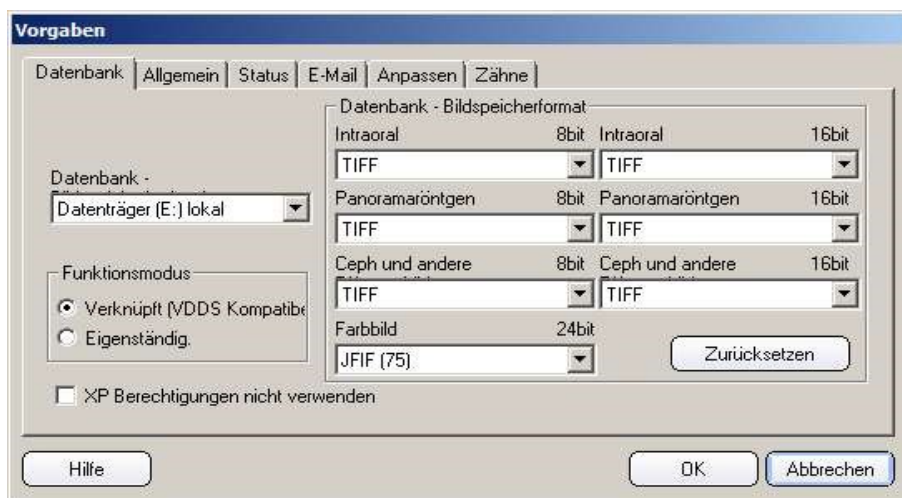 Vorgaben
Datenbank Allgemein Status E-Mail Anpassen Zähne
Datenbank -
Datenträger (E:) lokal
Funktionsmodus
Verknüpft (VDDS Kompatibe
Eigenständig.
XP Berechtigungen nicht verwenden
Datenbank - Bildspeicherformat
Intraoral 8bit Intraoral 16bit
TIFF TIFF
Panoramaröntgen 8bit Panoramaröntgen 16bit
TIFF TIFF
Ceph und andere 8bit Ceph und andere 16bit
TIFF TIFF
Farbbild 24bit
JFIF (75) Zurücksetzen
Hilfe OK Abbrechen